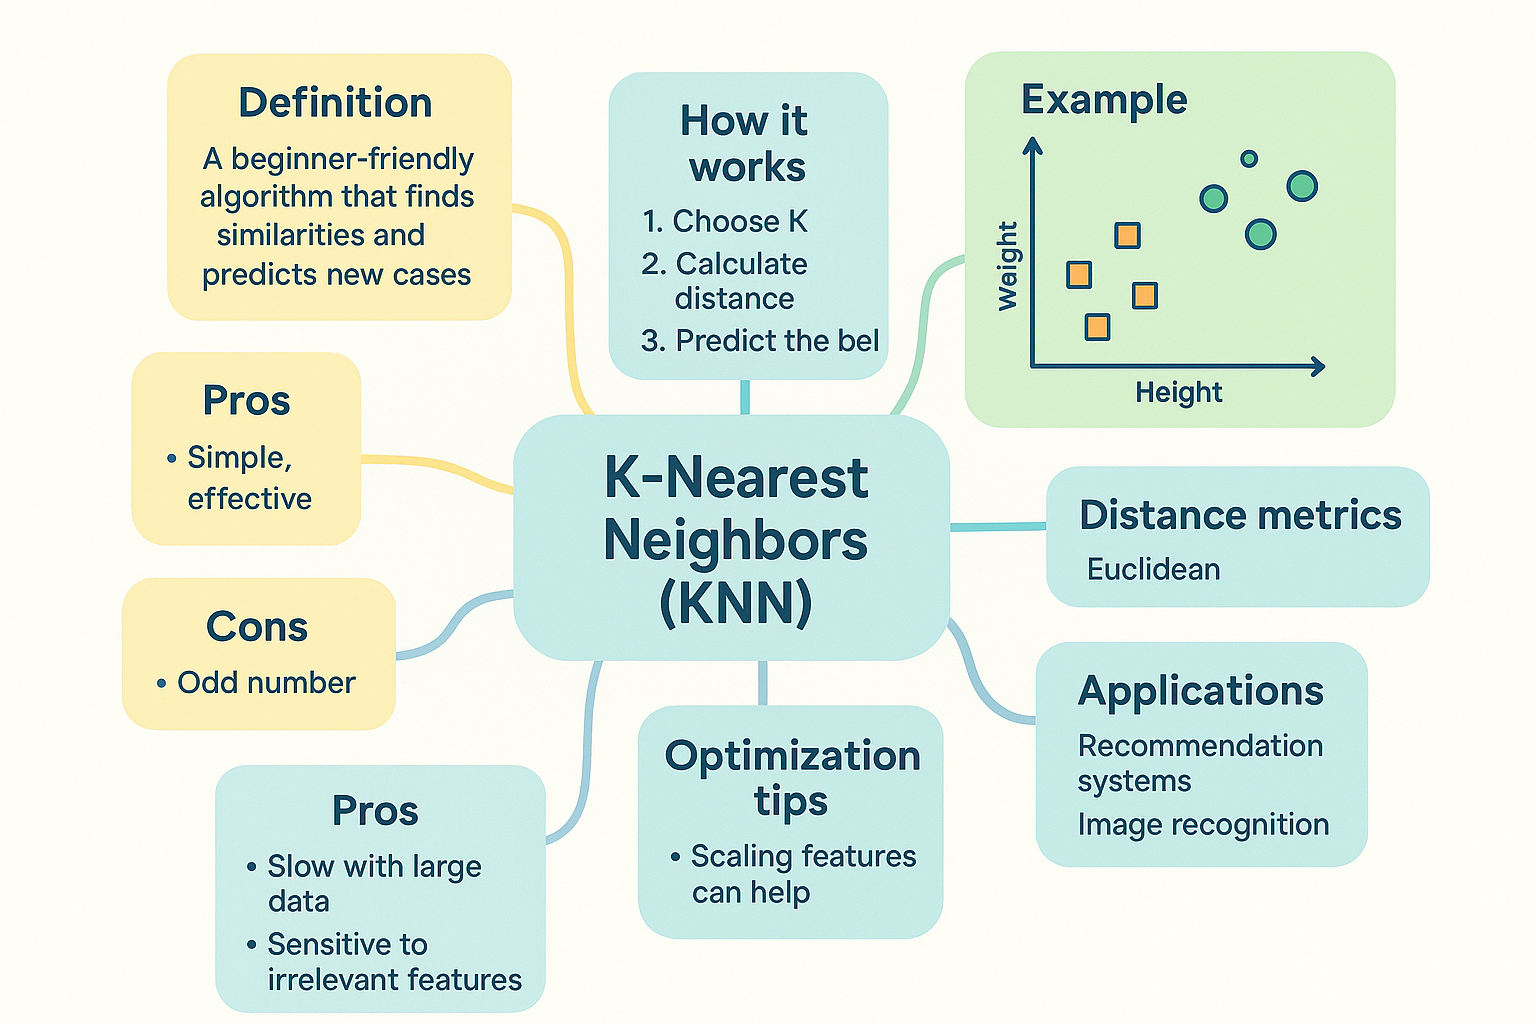 Definition
A beginner-friendly
algorithm that finds
similarities and
predicts new cases
How it
works
1. Choose K
2. Calculate
distance
3. Predict the bel
Example
Weight
Height
Pros
• Simple,
effective
K-Nearest
Neighbors
(KNN)
Distance metrics
Euclidean
Cons
• Odd number
Applications
Recommendation
systems
Image recognition
Pros
• Slow with large
data
• Sensitive to
irrelevant features
Optimization
tips
• Scaling features
can help